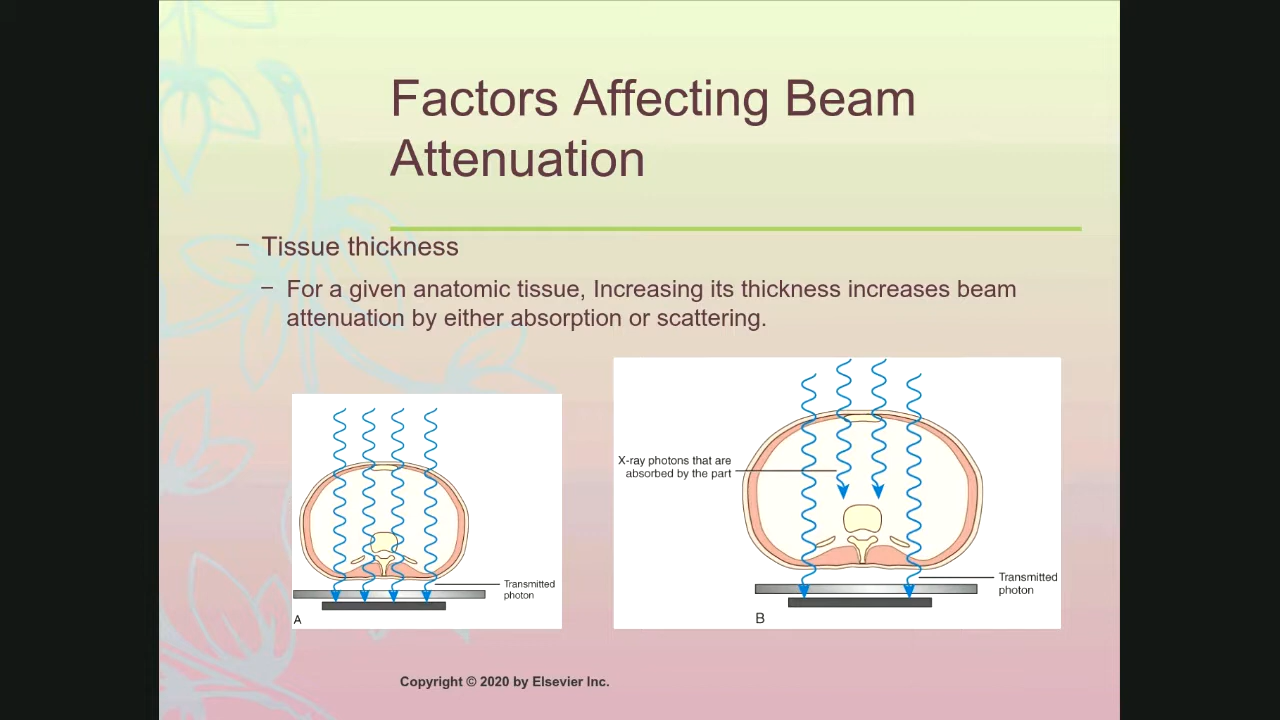 Factors Affecting Beam
Attenuation
– Tissue thickness
– For a given anatomic tissue, Increasing its thickness increases beam
attenuation by either absorption or scattering.
Transmitted
photon
A
X-ray photons that are
absorbed by the part
Transmitted
photon
B
Copyright © 2020 by Elsevier Inc.